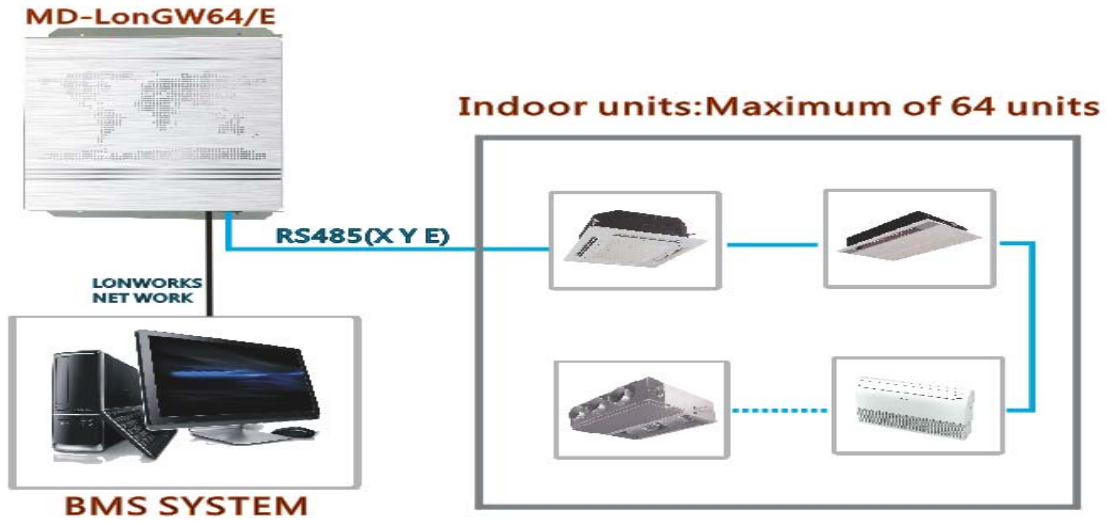 MD-LonGW64/E
Indoor units:Maximum of 64 units
RS485(X Y E)
LONWORKS
NET WORK
BMS SYSTEM